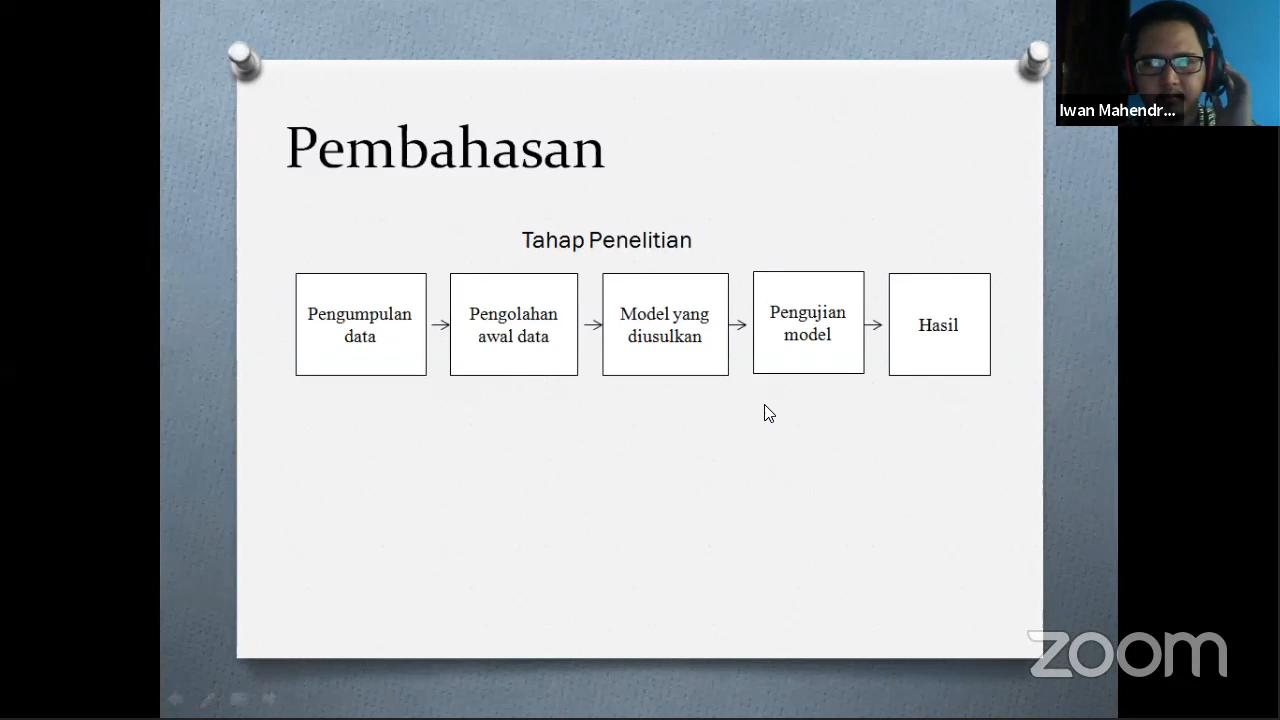 Iwan Mahendr...
Pembahasan
Tahap Penelitian
Pengumpulan
data
Pengolahan
awal data
Model yang
diusulkan
Pengujian
model
Hasil
zoom